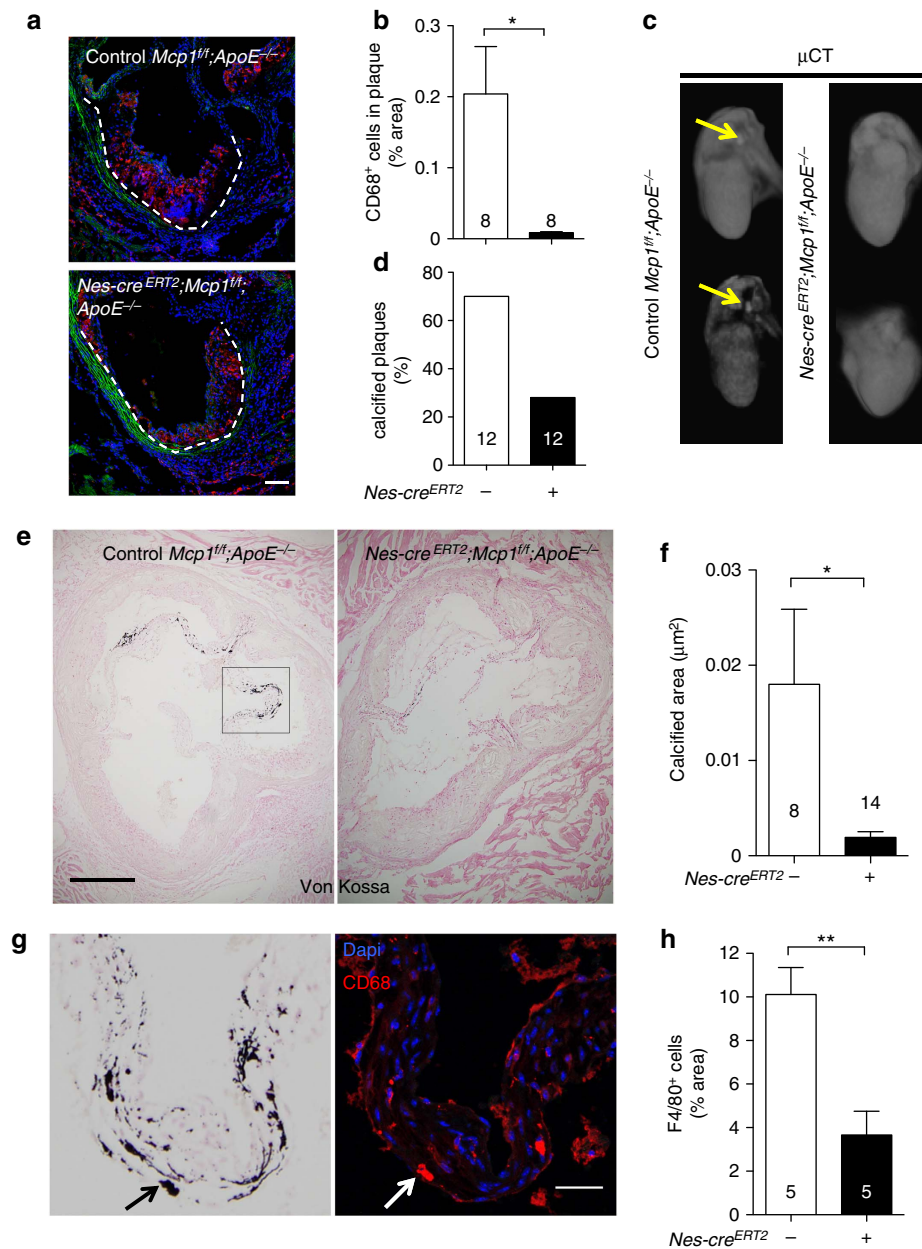 a
Control Mcp1f/f;ApoE–/–
Nes-cre ERT2;Mcp1f/f;
ApoE–/–
b
CD68+ cells in plaque
(% area)
0.3
0.2
0.1
0
*
8
8
c
μCT
Control Mcp1f/f;ApoE–/–
Nes-creERT2;Mcp1f/f;ApoE–/–
d
calcified plaques
(%)
80
60
40
20
0
12
12
Nes-creERT2
–
+
e
Control Mcp1f/f;ApoE–/–
Nes-cre ERT2;Mcp1f/f;ApoE–/–
Von Kossa
f
Calcified area (μm2)
0.03
0.02
0.01
0
*
8
14
Nes-creERT2
–
+
g
Dapi
CD68
h
F4/80+ cells
(% area)
12
10
8
6
4
2
0
**
5
5
Nes-creERT2
–
+